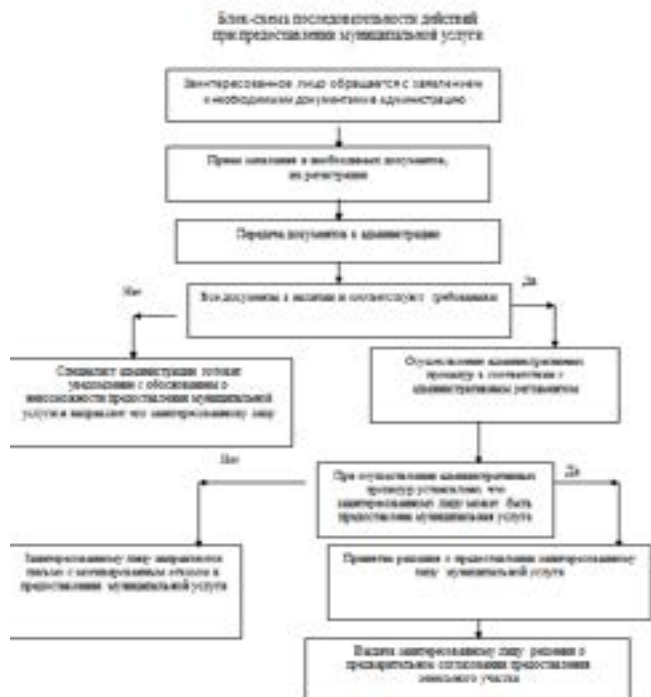 Блок-схема последовательности действий
при предоставлении муниципальной услуги
Заинтересованное лицо обращается с заявлением
и необходимыми документами в администрацию
Прием заявления и необходимых документов,
их регистрация
Передача документов в администрацию
Нет
Да
Все документы в наличии и соответствуют требованиям
Специалист администрации готовит
уведомление с обоснованием о
невозможности предоставления муниципальной
услуги и направляет его заинтересованному лицу
Осуществление административных
процедур в соответствии с
административным регламентом
Нет
Да
При осуществлении административных
процедур установлено, что
заинтересованному лицу может быть
предоставлена муниципальная услуга
Заинтересованному лицу направляется
письмо с мотивированным отказом в
предоставлении муниципальной услуги
Принятие решения о предоставлении заинтересованному
лицу муниципальной услуги
Выдача заинтересованному лицу решения о
предварительном согласовании предоставления
земельного участка